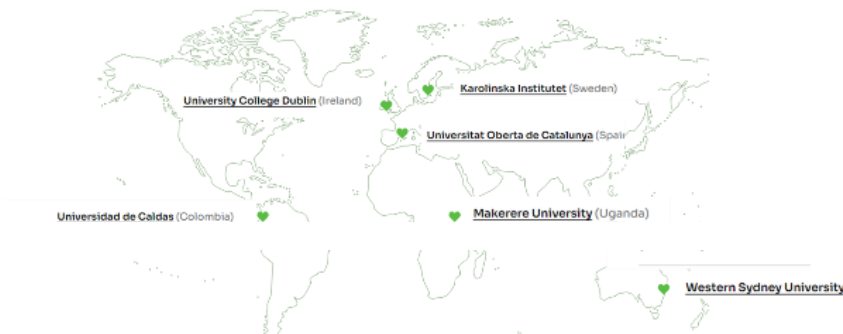 Karolinska Institutet (Sweden)
University College Dublin (Ireland)
Universitat Oberta de Catalunya (Spain
Universidad de Caldas (Colombia)
Makerere University (Uganda)
Western Sydney University